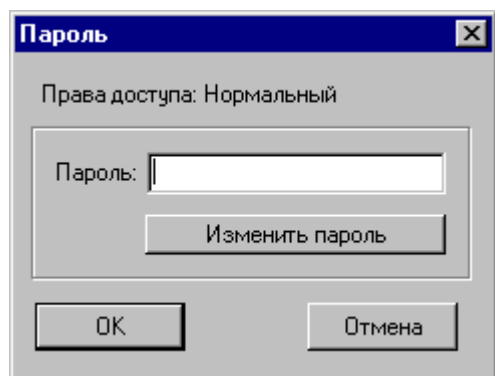 Пароль
Права доступа: Нормальный
Пароль:
Изменить пароль
OK
Отмена